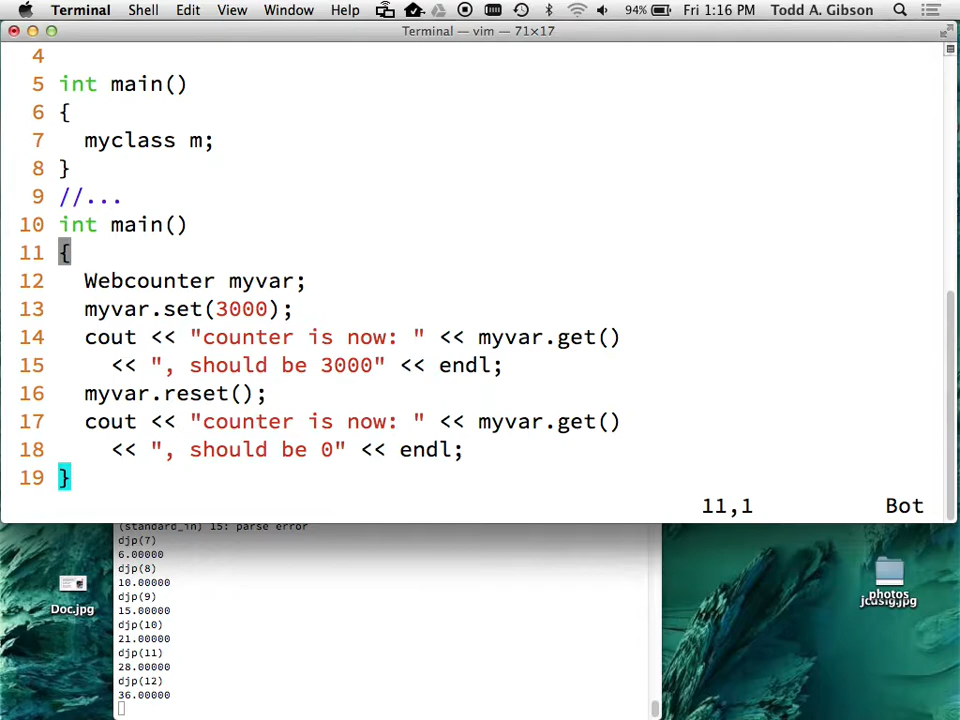 Terminal Shell Edit View Window Help 94% Fri 1:16 PM Todd A. Gibson
Terminal — vim — 71×17
4
5 int main()
6 {
7   myclass m;
8 }
9 //...
10 int main()
11 {
12   Webcounter myvar;
13   myvar.set(3000);
14   cout << "counter is now: " << myvar.get()
15     << ", should be 3000" << endl;
16   myvar.reset();
17   cout << "counter is now: " << myvar.get()
18     << ", should be 0" << endl;
19 }
11,1 Bot
(standard_in) 15: parse error
djp(7)
6.00000
djp(8)
10.00000
djp(9)
15.00000
djp(10)
21.00000
djp(11)
28.00000
djp(12)
36.00000
Doc.jpg
photos
jcdsig.jpg